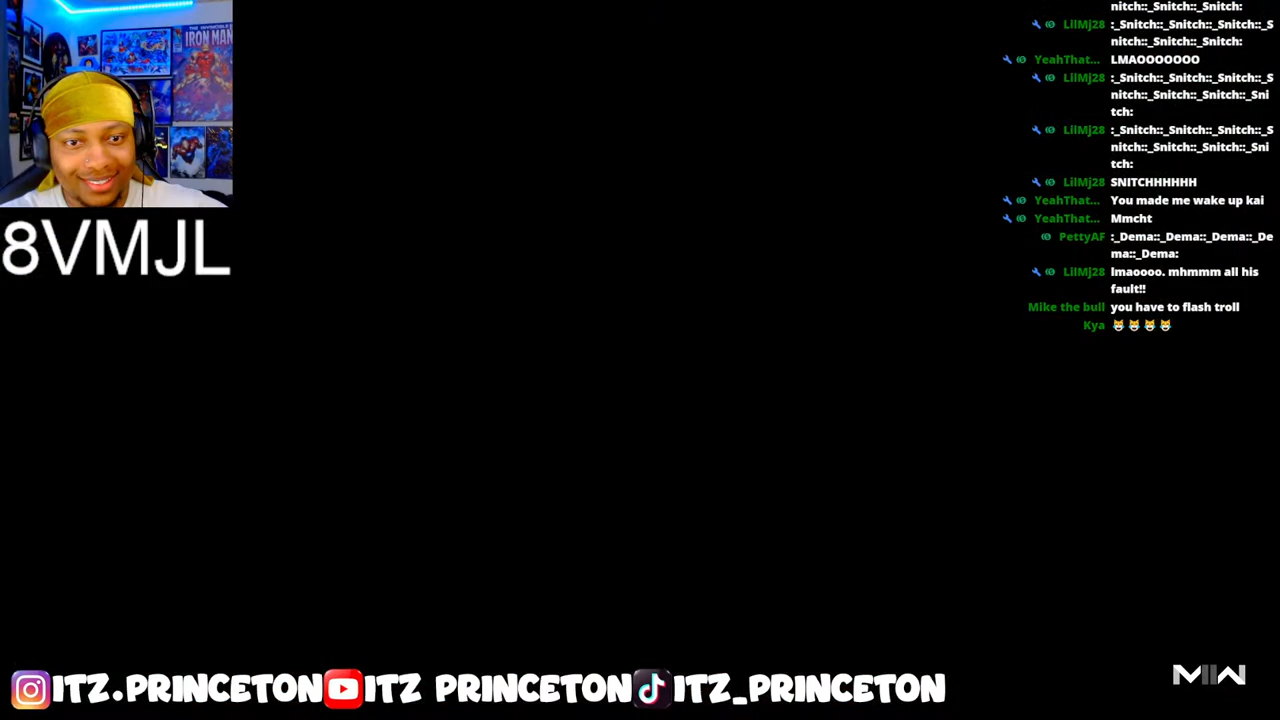 THE INVINCIBLE
IRON MAN
8VMJL
nitch::_Snitch::_Snitch:
LilMj28 :_Snitch::_Snitch::_Snitch::_S
nitch::_Snitch::_Snitch:
YeahThat... LMAOOOOOOO
LilMj28 :_Snitch::_Snitch::_Snitch::_S
nitch::_Snitch::_Snitch::_Sni
tch:
LilMj28 :_Snitch::_Snitch::_Snitch::_S
nitch::_Snitch::_Snitch::_Sni
tch:
LilMj28 SNITCHHHHHH
YeahThat... You made me wake up kai
YeahThat... Mmcht
PettyAF :_Dema::_Dema::_Dema::_De
ma::_Dema:
LilMj28 lmaoooo. mhmmm all his
fault!!
Mike the bull you have to flash troll
Kya 😹😹😹😹
ITZ.PRINCETON ITZ PRINCETON ITZ_PRINCETON
MIIW